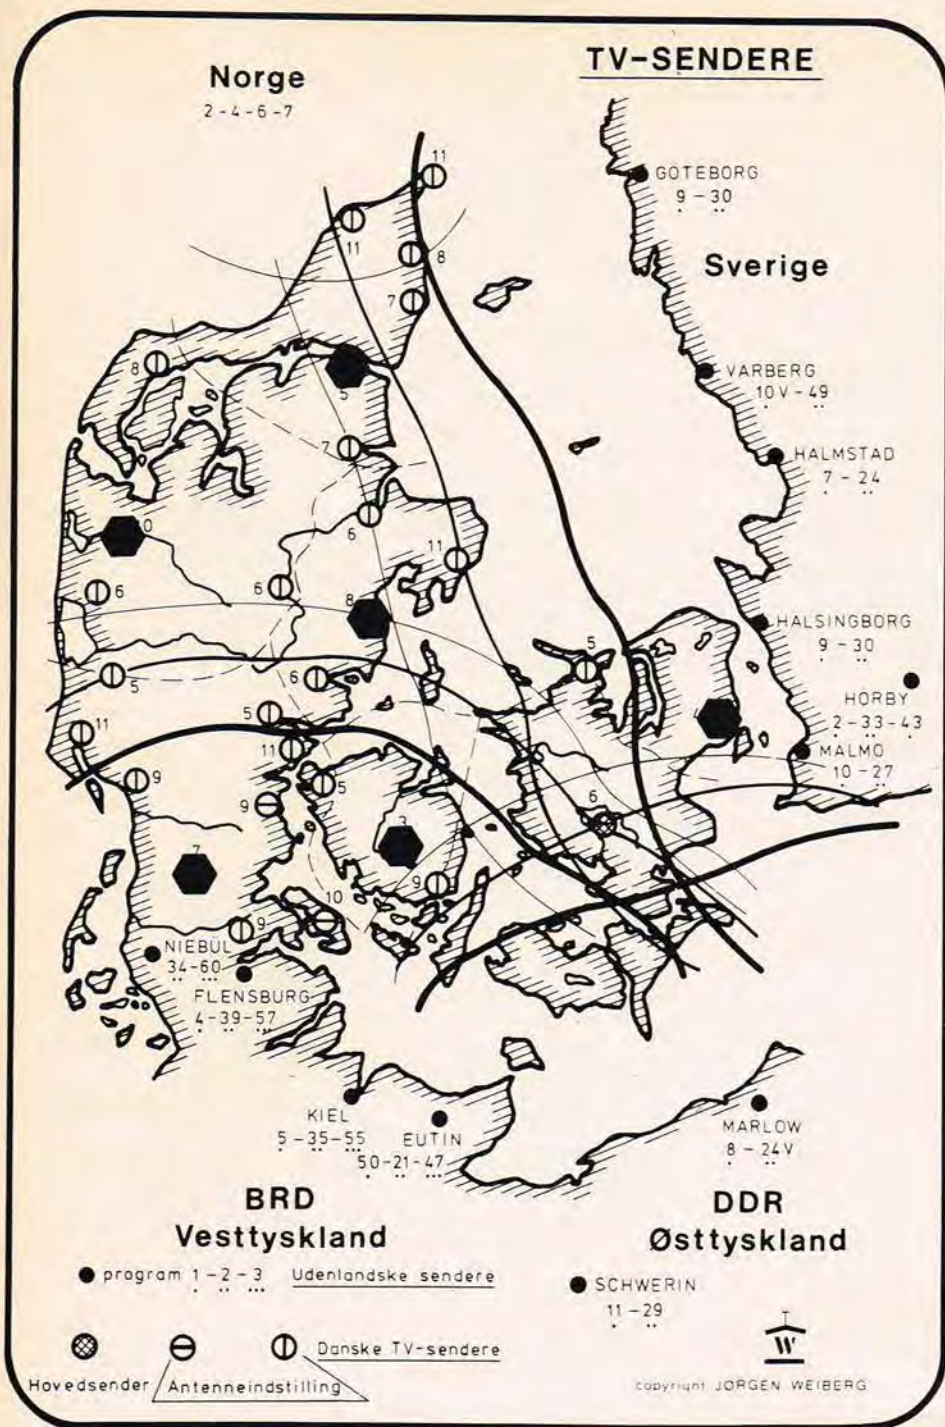 TV-SENDERE
Norge
2-4-6-7
11
GÖTEBORG
9-30
11
8
Sverige
7
8
5
VARBERG
10V-49
7
HALMSTAD
7-24
0
6
11
6
6
8
HALSINGBORG
9-30
5
5
6
HÖRBY
2-33-43
11
5
11
MALMO
10-27
9
5
9
6
3
7
9
10
9
NIEBÜL
34-60
FLENSBURG
4-39-57
KIEL
5-35-55
EUTIN
50-21-47
MARLOW
8-24V
BRD
Vesttyskland
DDR
Østtyskland
program 1-2-3 Udenlandske sendere
SCHWERIN
11-29
Danske TV-sendere
Hovedsender Antenneindstilling
W
copyright JØRGEN WEIBERG